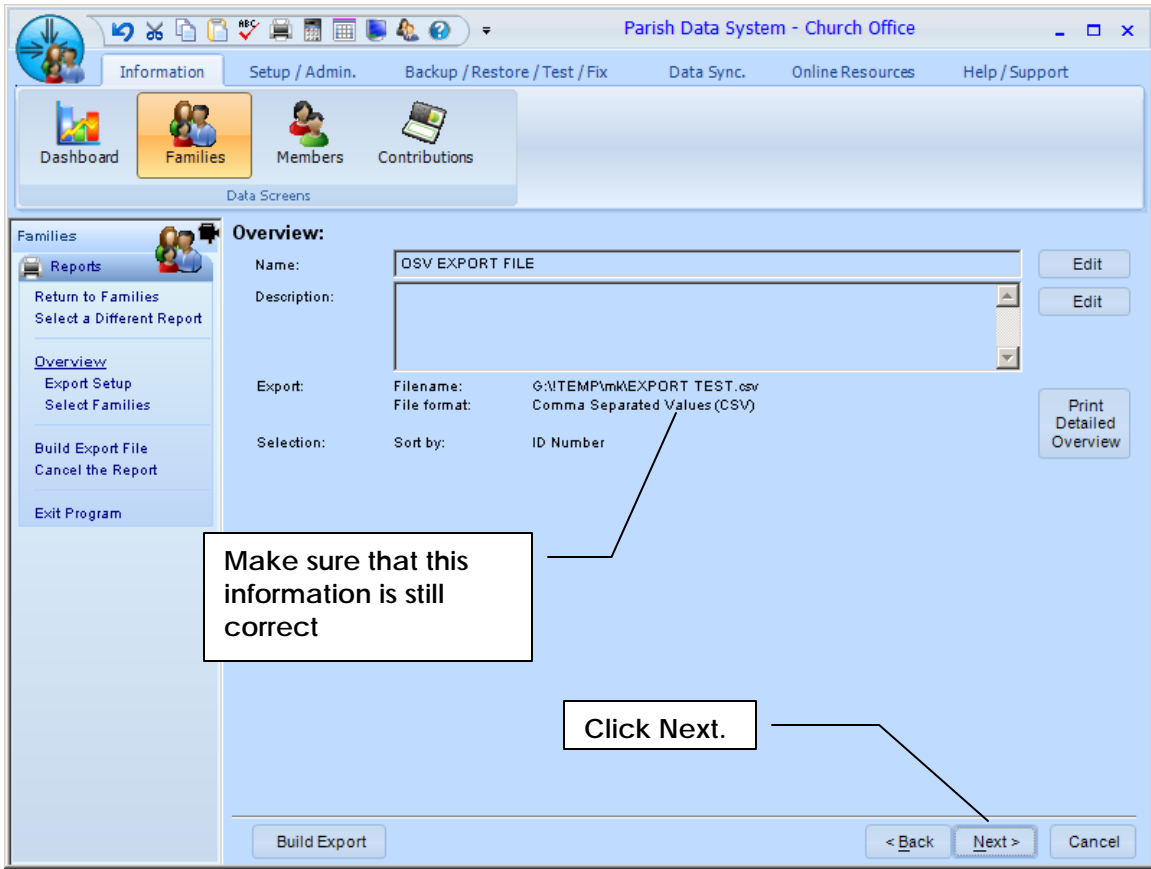 ABC
Parish Data System - Church Office
Information
Setup / Admin.
Backup / Restore / Test / Fix
Data Sync.
Online Resources
Help / Support
Dashboard
Families
Members
Contributions
Data Screens
Families
Reports
Return to Families
Select a Different Report
Overview
Export Setup
Select Families
Build Export File
Cancel the Report
Exit Program
Overview:
Name: OSV EXPORT FILE Edit
Description: Edit
Export: Filename: G:\!TEMP\mk\EXPORT TEST.csv
File format: Comma Separated Values (CSV)
Selection: Sort by: ID Number
Print
Detailed
Overview
Make sure that this
information is still
correct
Click Next.
Build Export
< Back
Next >
Cancel